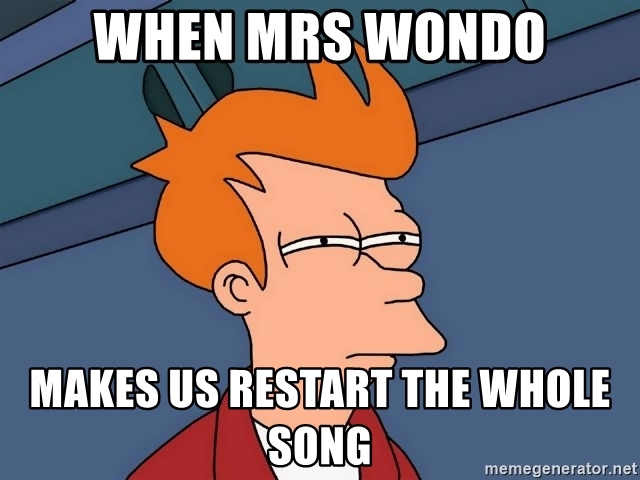 WHEN MRS WONDO
MAKES US RESTART THE WHOLE
SONG
memegenerator.net